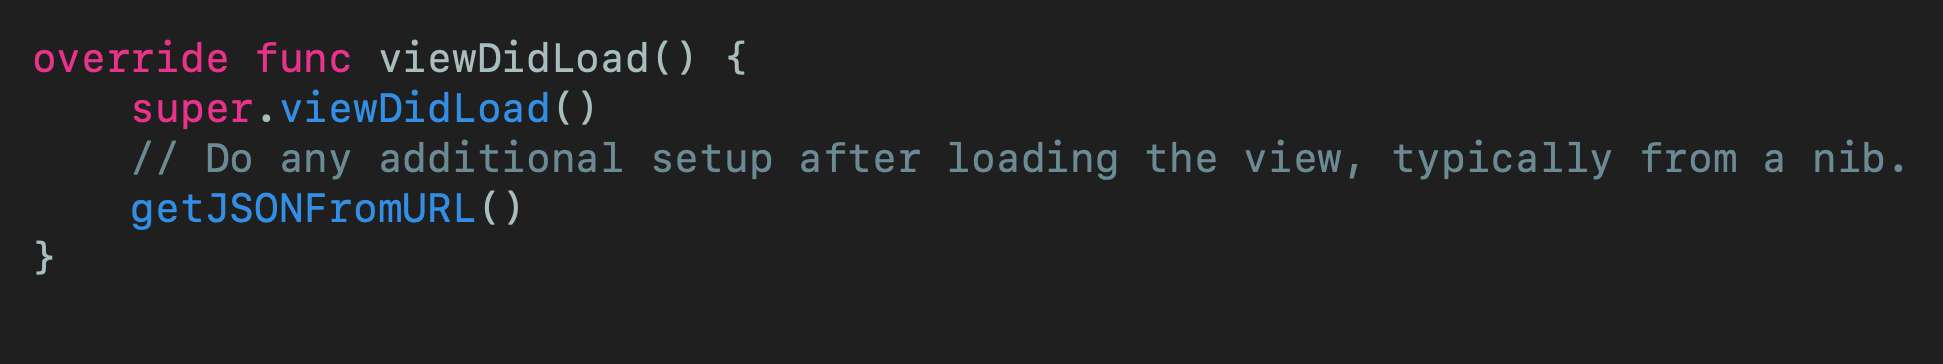 override func viewDidLoad() {
    super.viewDidLoad()
    // Do any additional setup after loading the view, typically from a nib.
    getJSONFromURL()
}